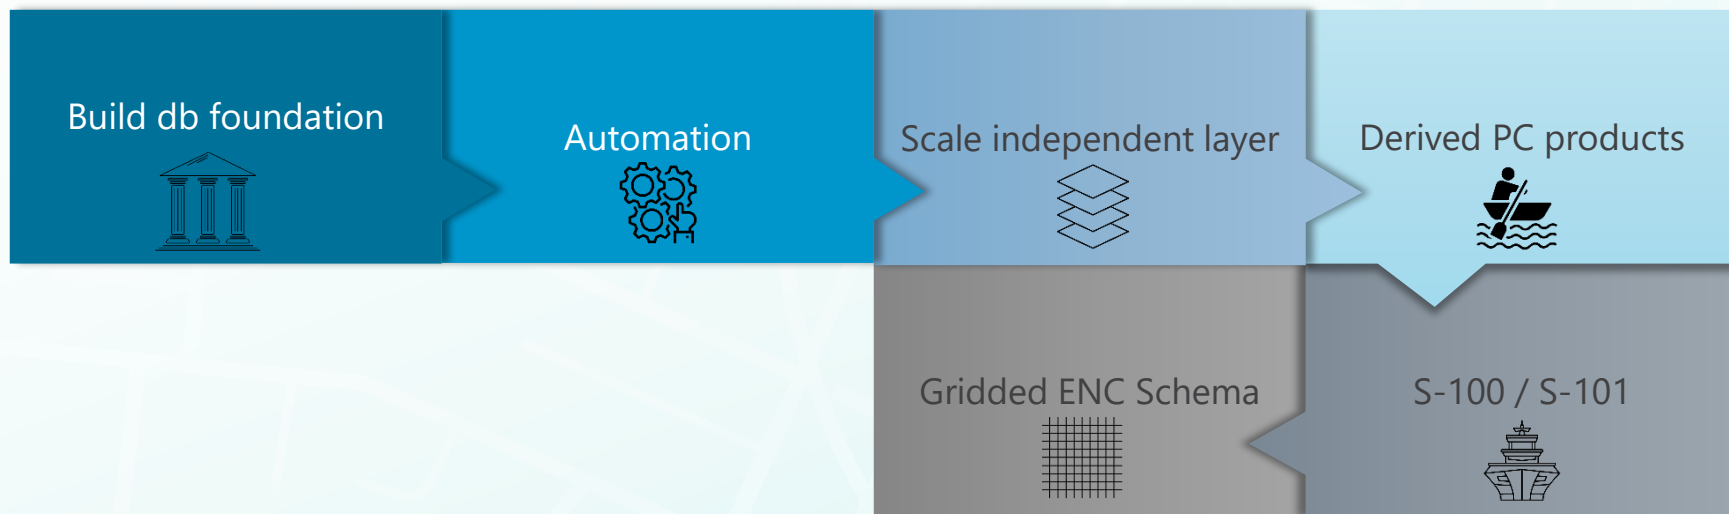 Build db foundation
Automation
Scale independent layer
Derived PC products
Gridded ENC Schema
S-100 / S-101